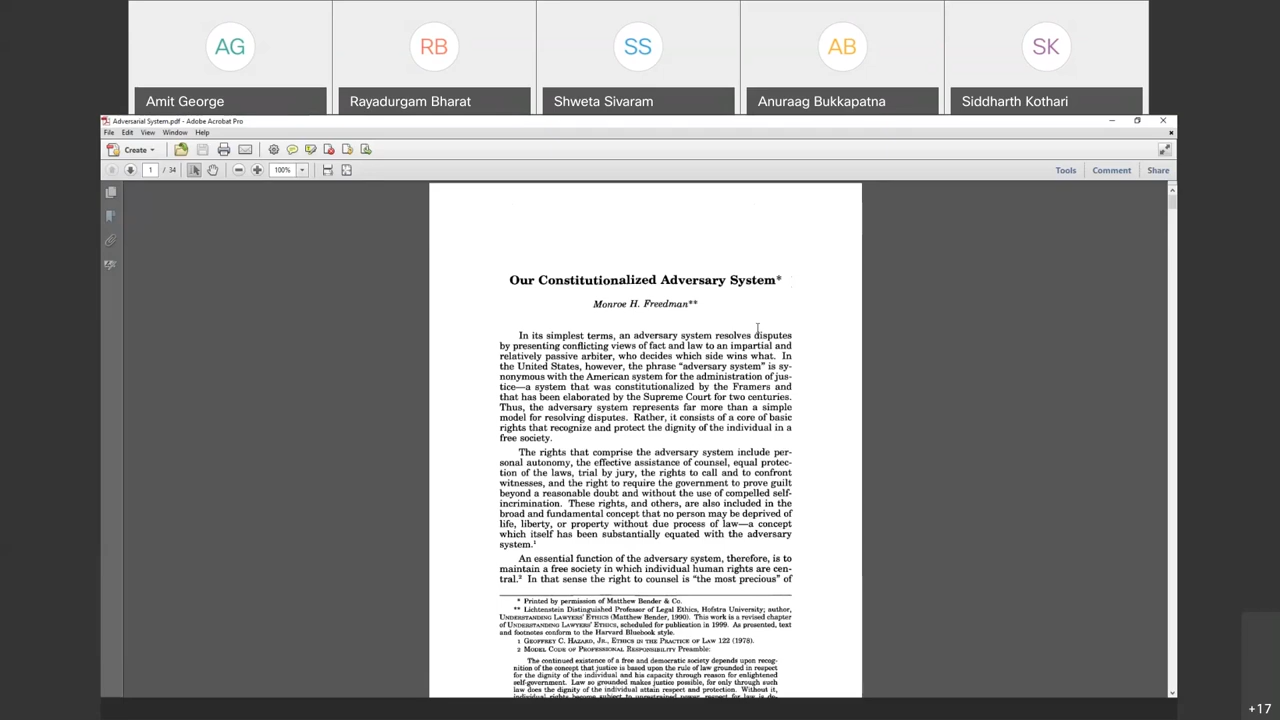 AG RB SS AB SK
Amit George Rayadurgam Bharat Shweta Sivaram Anuraag Bukkapatna Siddharth Kothari
Adversarial System.pdf - Adobe Acrobat Pro
File Edit View Window Help
Create
1 / 34 100% Tools Comment Share
Our Constitutionalized Adversary System*
Monroe H. Freedman**
In its simplest terms, an adversary system resolves disputes
by presenting conflicting views of fact and law to an impartial and
relatively passive arbiter, who decides which side wins what. In
the United States, however, the phrase "adversary system" is sy-
nonymous with the American system for the administration of jus-
tice—a system that was constitutionalized by the Framers and
that has been elaborated by the Supreme Court for two centuries.
Thus, the adversary system represents far more than a simple
model for resolving disputes. Rather, it consists of a core of basic
rights that recognize and protect the dignity of the individual in a
free society.
The rights that comprise the adversary system include per-
sonal autonomy, the effective assistance of counsel, equal protec-
tion of the laws, trial by jury, the rights to call and to confront
witnesses, and the right to require the government to prove guilt
beyond a reasonable doubt and without the use of compelled self-
incrimination. These rights, and others, are also included in the
broad and fundamental concept that no person may be deprived of
life, liberty, or property without due process of law—a concept
which itself has been substantially equated with the adversary
system.1
An essential function of the adversary system, therefore, is to
maintain a free society in which individual human rights are cen-
tral.2 In that sense the right to counsel is "the most precious" of
* Printed by permission of Matthew Bender & Co.
** Lichtenstein Distinguished Professor of Legal Ethics, Hofstra University; author,
UNDERSTANDING LAWYERS' ETHICS (Matthew Bender, 1990). This work is a revised chapter
of UNDERSTANDING LAWYERS' ETHICS, scheduled for publication in 1999. As presented, text
and footnotes conform to the Harvard Bluebook style.
1 GEOFFREY C. HAZARD, JR., ETHICS IN THE PRACTICE OF LAW 122 (1978).
2 MODEL CODE OF PROFESSIONAL RESPONSIBILITY Preamble:
The continued existence of a free and democratic society depends upon recog-
nition of the concept that justice is based upon the rule of law grounded in respect
for the dignity of the individual and his capacity through reason for enlightened
self-government. Law so grounded makes justice possible, for only through such
law does the dignity of the individual attain respect and protection. Without it,
individual rights become subject to unrestrained power, respect for law is de-
+17